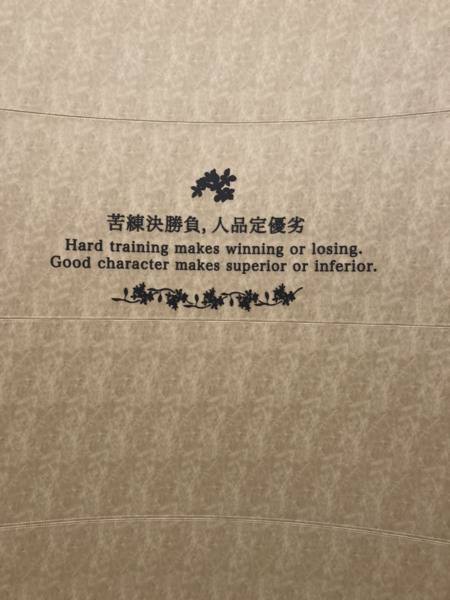 苦練決勝負,人品定優劣
Hard training makes winning or losing.
Good character makes superior or inferior.